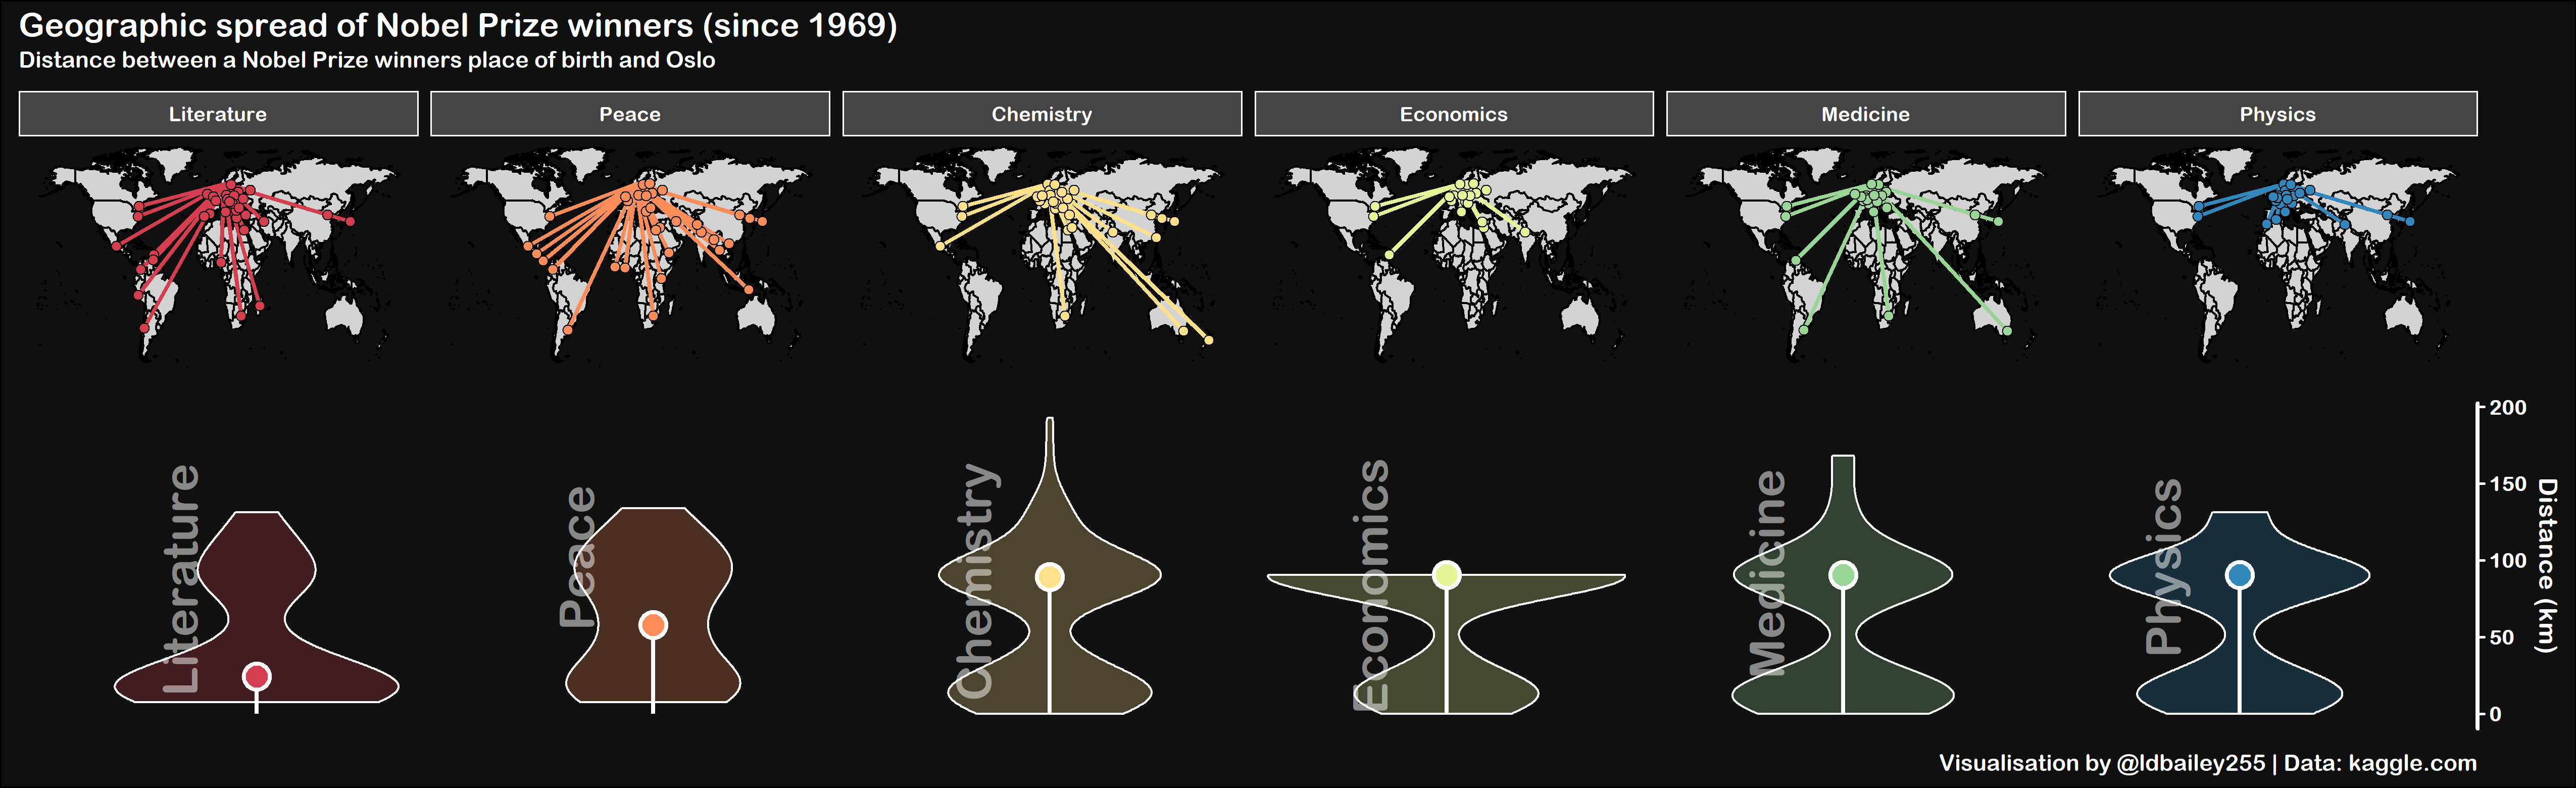 Geographic spread of Nobel Prize winners (since 1969)
Distance between a Nobel Prize winners place of birth and Oslo
Literature
Peace
Chemistry
Economics
Medicine
Physics
Literature
Peace
Chemistry
Economics
Medicine
Physics
200
150
100
50
0
Distance (km)
Visualisation by @ldbailey255 | Data: kaggle.com